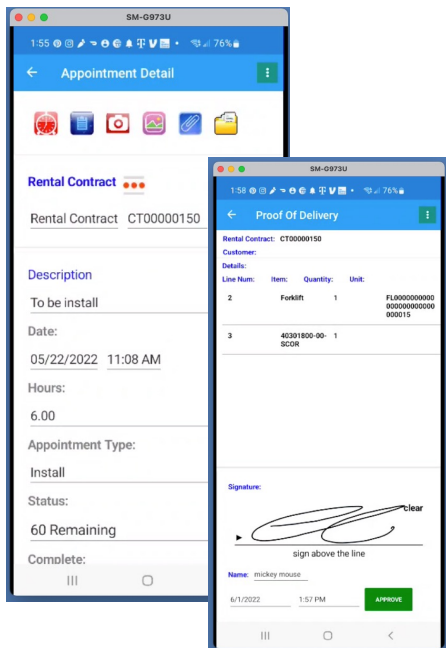 SM-G973U
1:55 76%
Appointment Detail
Rental Contract
Rental Contract CT00000150
Description
To be install
Date:
05/22/2022 11:08 AM
Hours:
6.00
Appointment Type:
Install
Status:
60 Remaining
Complete:
SM-G973U
1:58 76%
Proof Of Delivery
Rental Contract: CT00000150
Customer:
Details:
Line Num: Item: Quantity: Unit:
2 Forklift 1 FL0000000000
000000000000
000015
3 40301800-00- 1
SCOR
Signature:
clear
sign above the line
Name: mickey mouse
6/1/2022 1:57 PM APPROVE